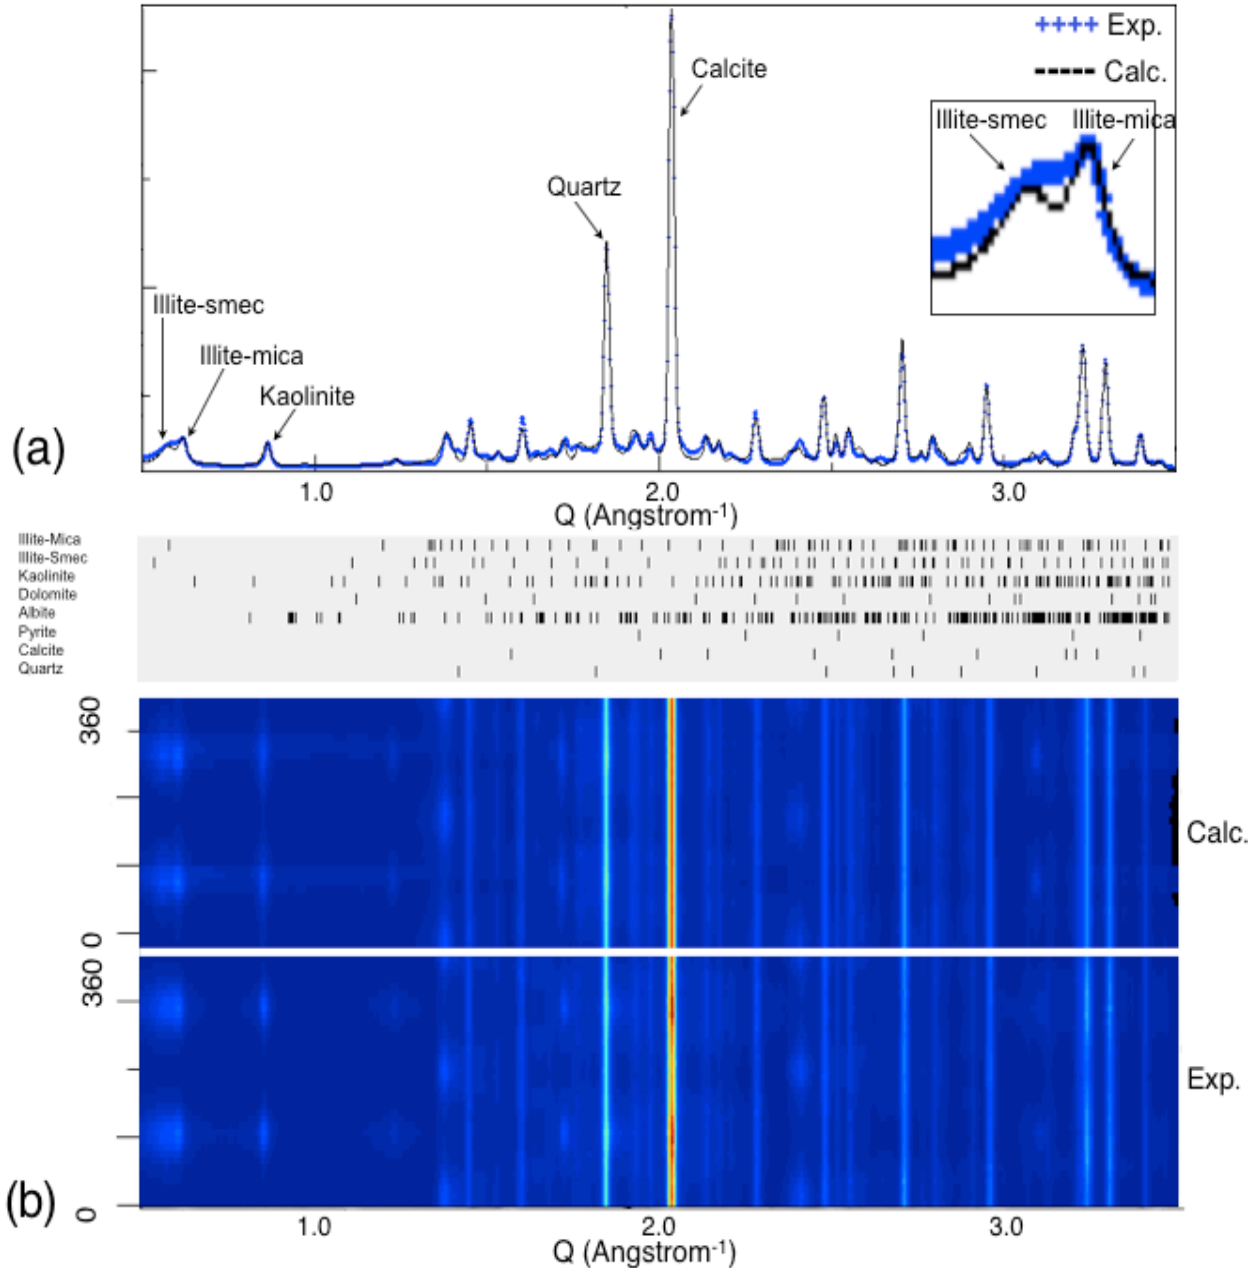 ++++ Exp.
---- Calc.
Calcite
Illite-smec Illite-mica
Quartz
Illite-smec
Illite-mica
Kaolinite
(a)
1.0 2.0 3.0
Q (Angstrom-1)
Illite-Mica
Illite-Smec
Kaolinite
Dolomite
Albite
Pyrite
Calcite
Quartz
360
Calc.
0
360
Exp.
(b)
0
1.0 2.0 3.0
Q (Angstrom-1)